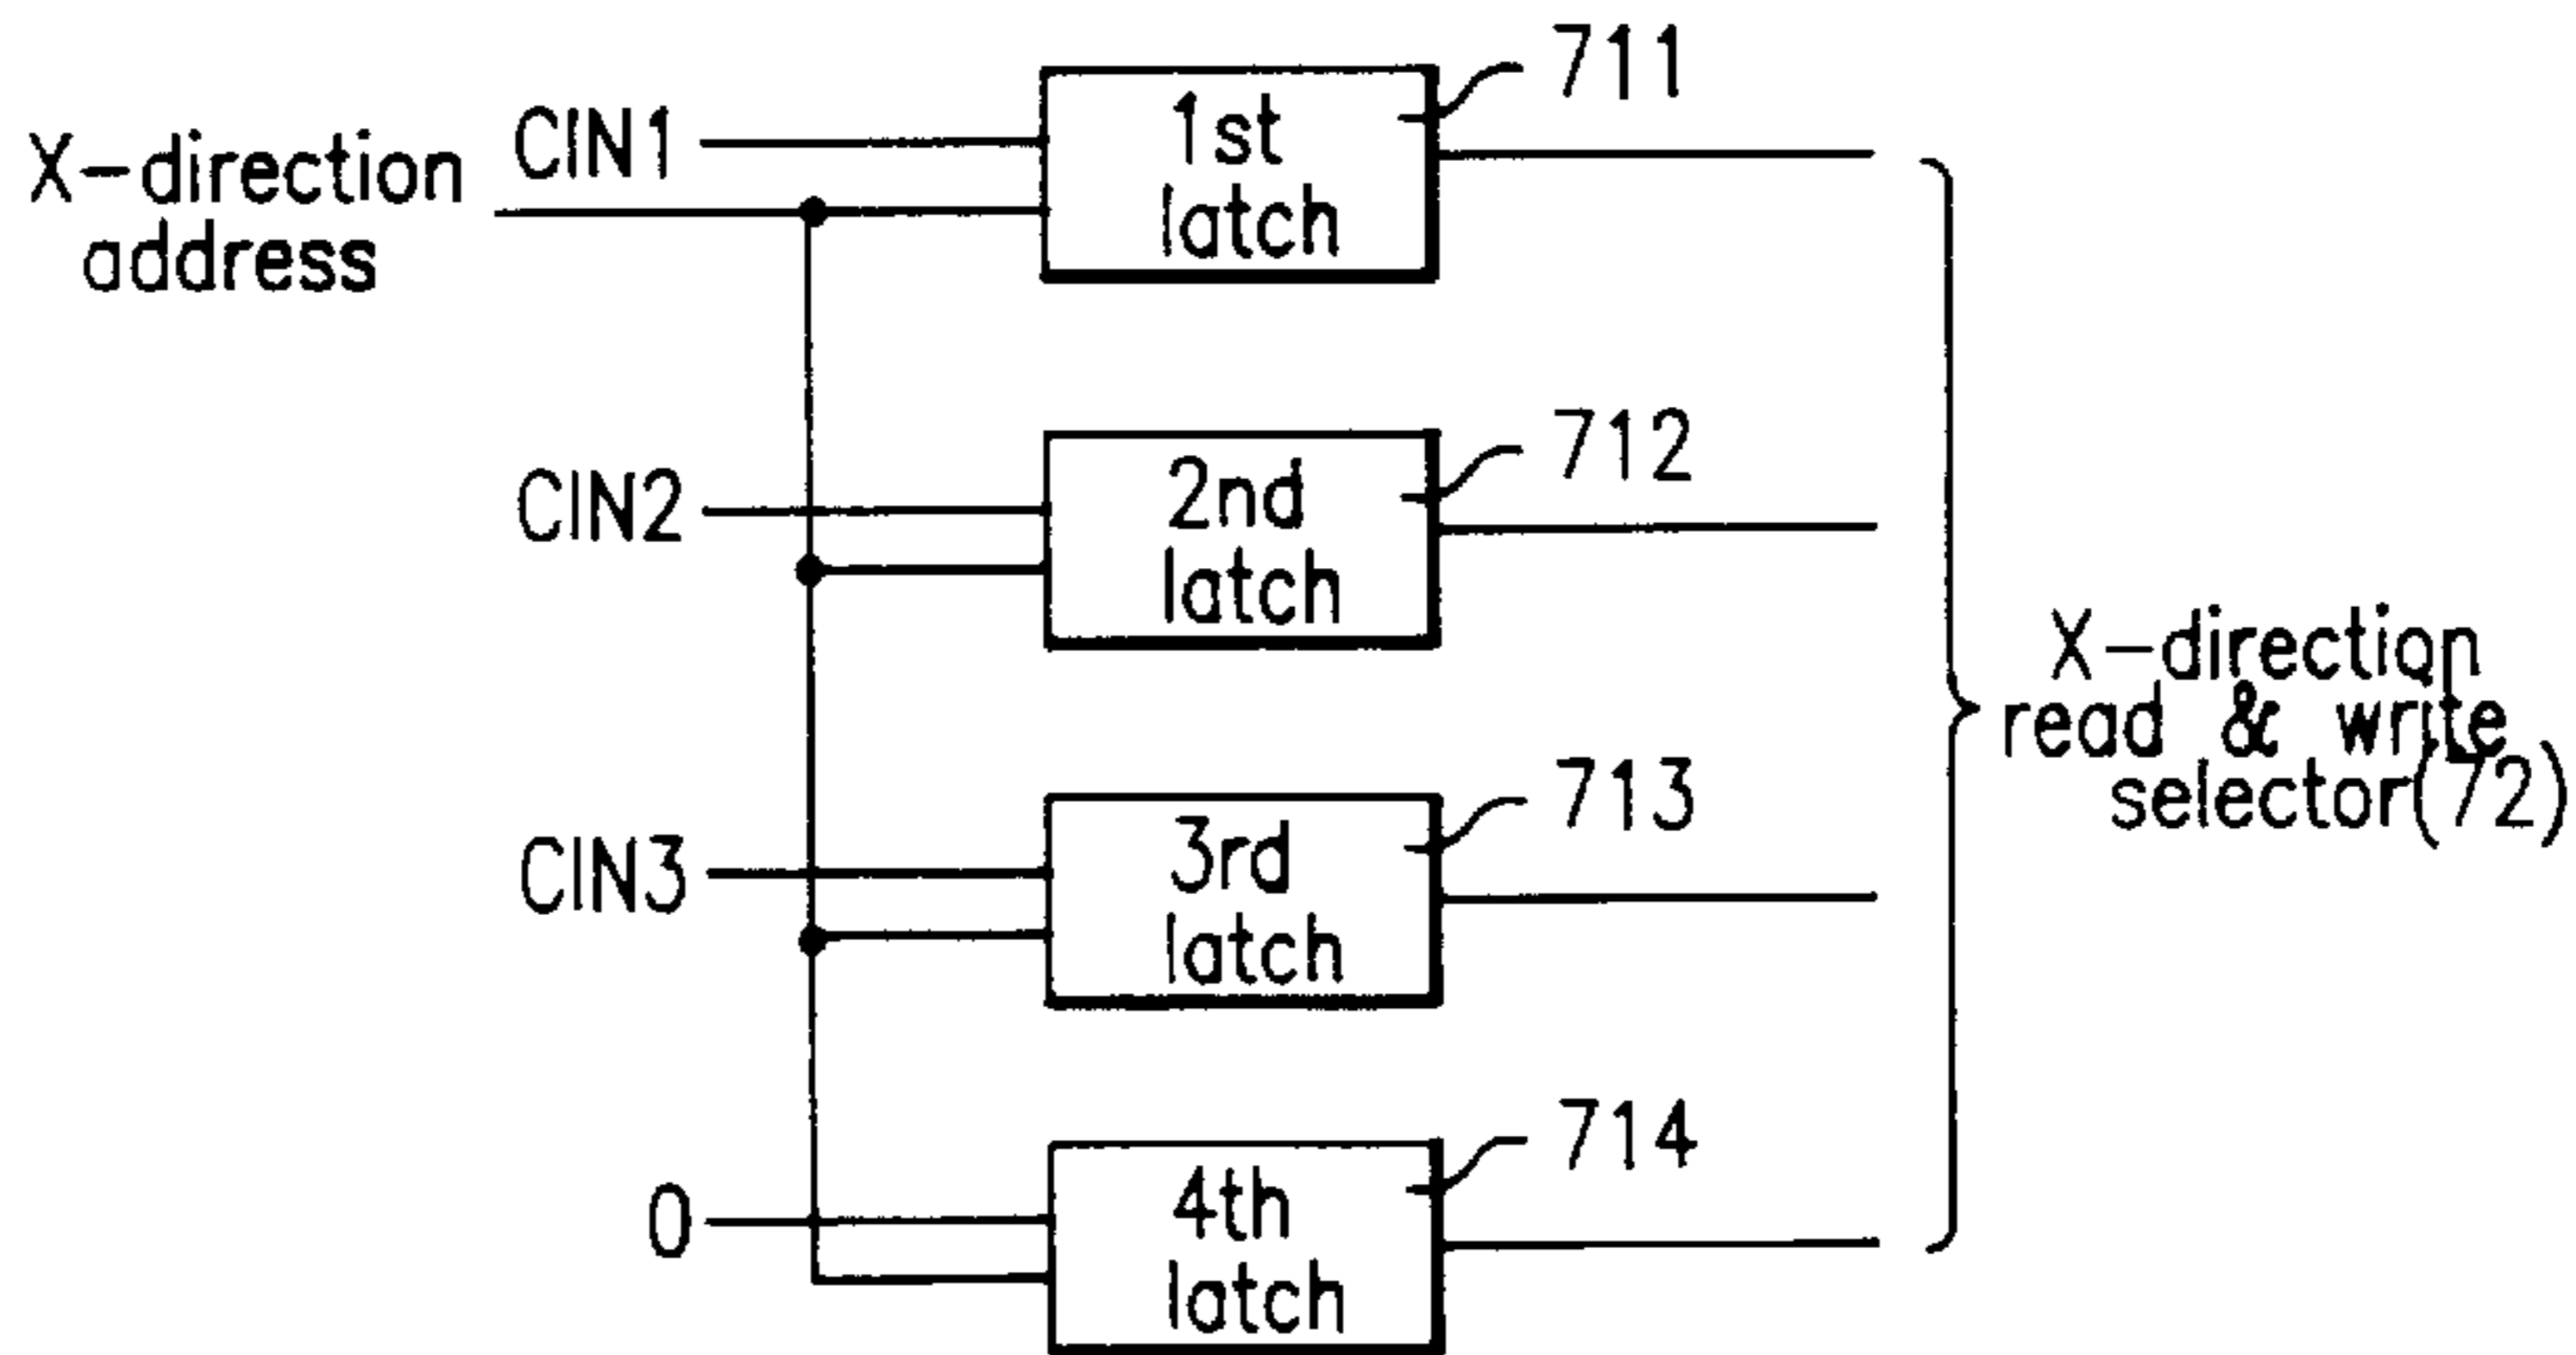 711
X-direction
address
CIN1
1st
latch
712
CIN2
2nd
latch
X-direction
read & write
selector(72)
713
CIN3
3rd
latch
714
0
4th
latch